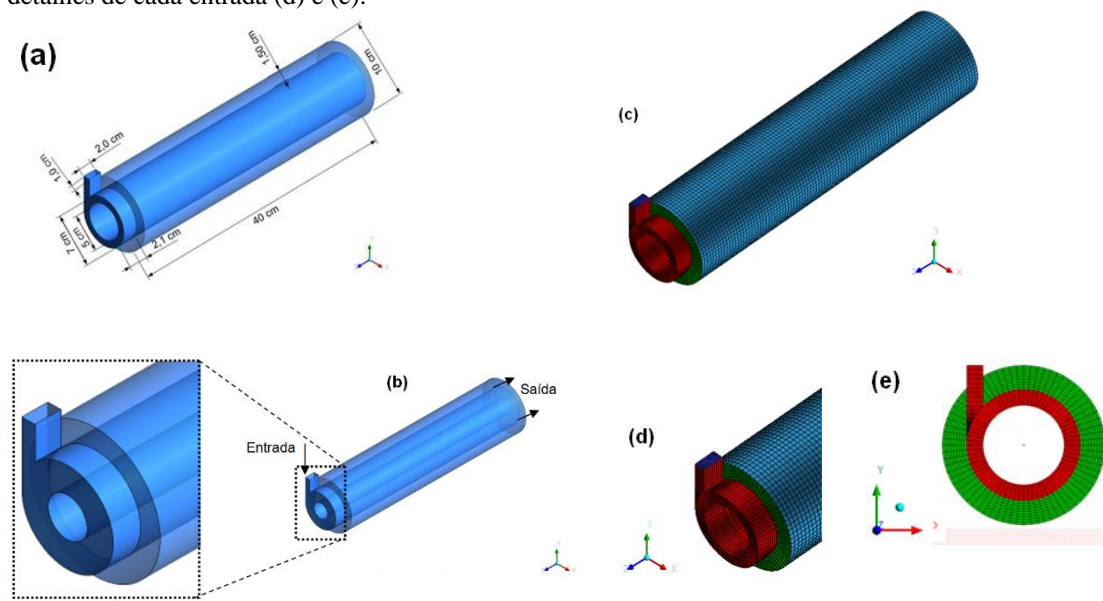 detalhes de cada entrada (d) e (e).
(a)
1.50 cm
10 cm
2.0 cm
1.0 cm
40 cm
7 cm
5 cm
2.1 cm
(c)
Y
Z
X
(b)
Saída
Entrada
(d)
(e)
Y
Z
X